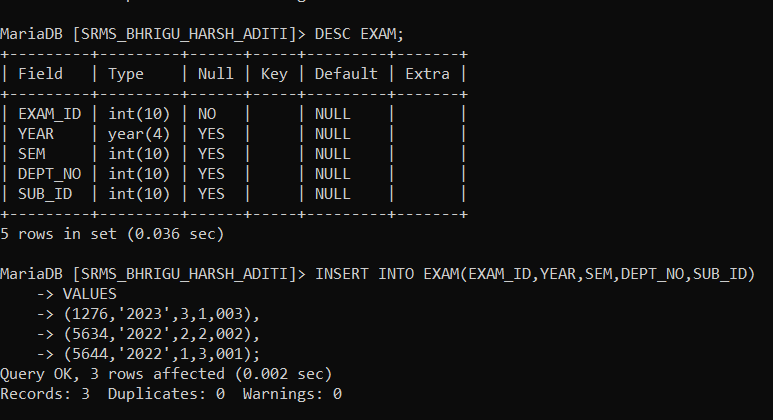 MariaDB [SRMS_BHRIGU_HARSH_ADITI]> DESC EXAM;
+---------+---------+------+-----+---------+-------+
| Field   | Type    | Null | Key | Default | Extra |
+---------+---------+------+-----+---------+-------+
| EXAM_ID | int(10) | NO   |     | NULL    |       |
| YEAR    | year(4) | YES  |     | NULL    |       |
| SEM     | int(10) | YES  |     | NULL    |       |
| DEPT_NO | int(10) | YES  |     | NULL    |       |
| SUB_ID  | int(10) | YES  |     | NULL    |       |
+---------+---------+------+-----+---------+-------+
5 rows in set (0.036 sec)

MariaDB [SRMS_BHRIGU_HARSH_ADITI]> INSERT INTO EXAM(EXAM_ID,YEAR,SEM,DEPT_NO,SUB_ID)
    -> VALUES
    -> (1276,'2023',3,1,003),
    -> (5634,'2022',2,2,002),
    -> (5644,'2022',1,3,001);
Query OK, 3 rows affected (0.002 sec)
Records: 3  Duplicates: 0  Warnings: 0